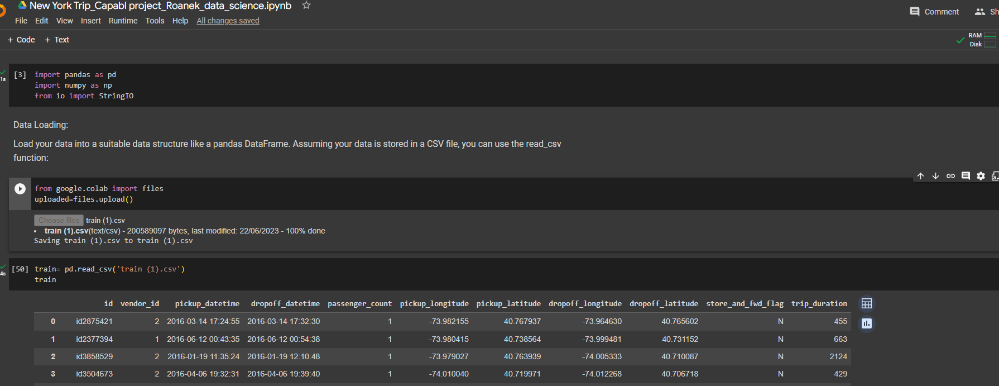 New York Trip_Capabl project_Roanek_data_science.ipynb
File Edit View Insert Runtime Tools Help All changes saved
Comment Sh
+ Code + Text
RAM
Disk
1s
[3] import pandas as pd
import numpy as np
from io import StringIO
Data Loading:
Load your data into a suitable data structure like a pandas DataFrame. Assuming your data is stored in a CSV file, you can use the read_csv
function:
from google.colab import files
uploaded=files.upload()
Choose files train (1).csv
• train (1).csv(text/csv) - 200589097 bytes, last modified: 22/06/2023 - 100% done
Saving train (1).csv to train (1).csv
4s
[50] train= pd.read_csv('train (1).csv')
train
id vendor_id pickup_datetime dropoff_datetime passenger_count pickup_longitude pickup_latitude dropoff_longitude dropoff_latitude store_and_fwd_flag trip_duration
0 id2875421 2 2016-03-14 17:24:55 2016-03-14 17:32:30 1 -73.982155 40.767937 -73.964630 40.765602 N 455
1 id2377394 1 2016-06-12 00:43:35 2016-06-12 00:54:38 1 -73.980415 40.738564 -73.999481 40.731152 N 663
2 id3858529 2 2016-01-19 11:35:24 2016-01-19 12:10:48 1 -73.979027 40.763939 -74.005333 40.710087 N 2124
3 id3504673 2 2016-04-06 19:32:31 2016-04-06 19:39:40 1 -74.010040 40.719971 -74.012268 40.706718 N 429